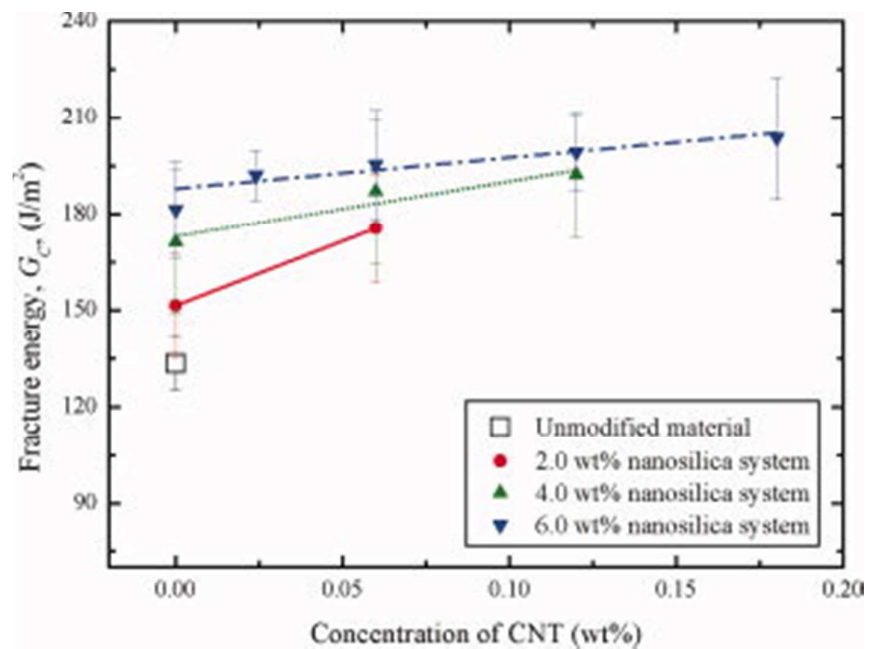 240
210
180
150
120
90
Fracture energy, G_C, (J/m²)
Unmodified material
2.0 wt% nanosilica system
4.0 wt% nanosilica system
6.0 wt% nanosilica system
0.00 0.05 0.10 0.15 0.20
Concentration of CNT (wt%)